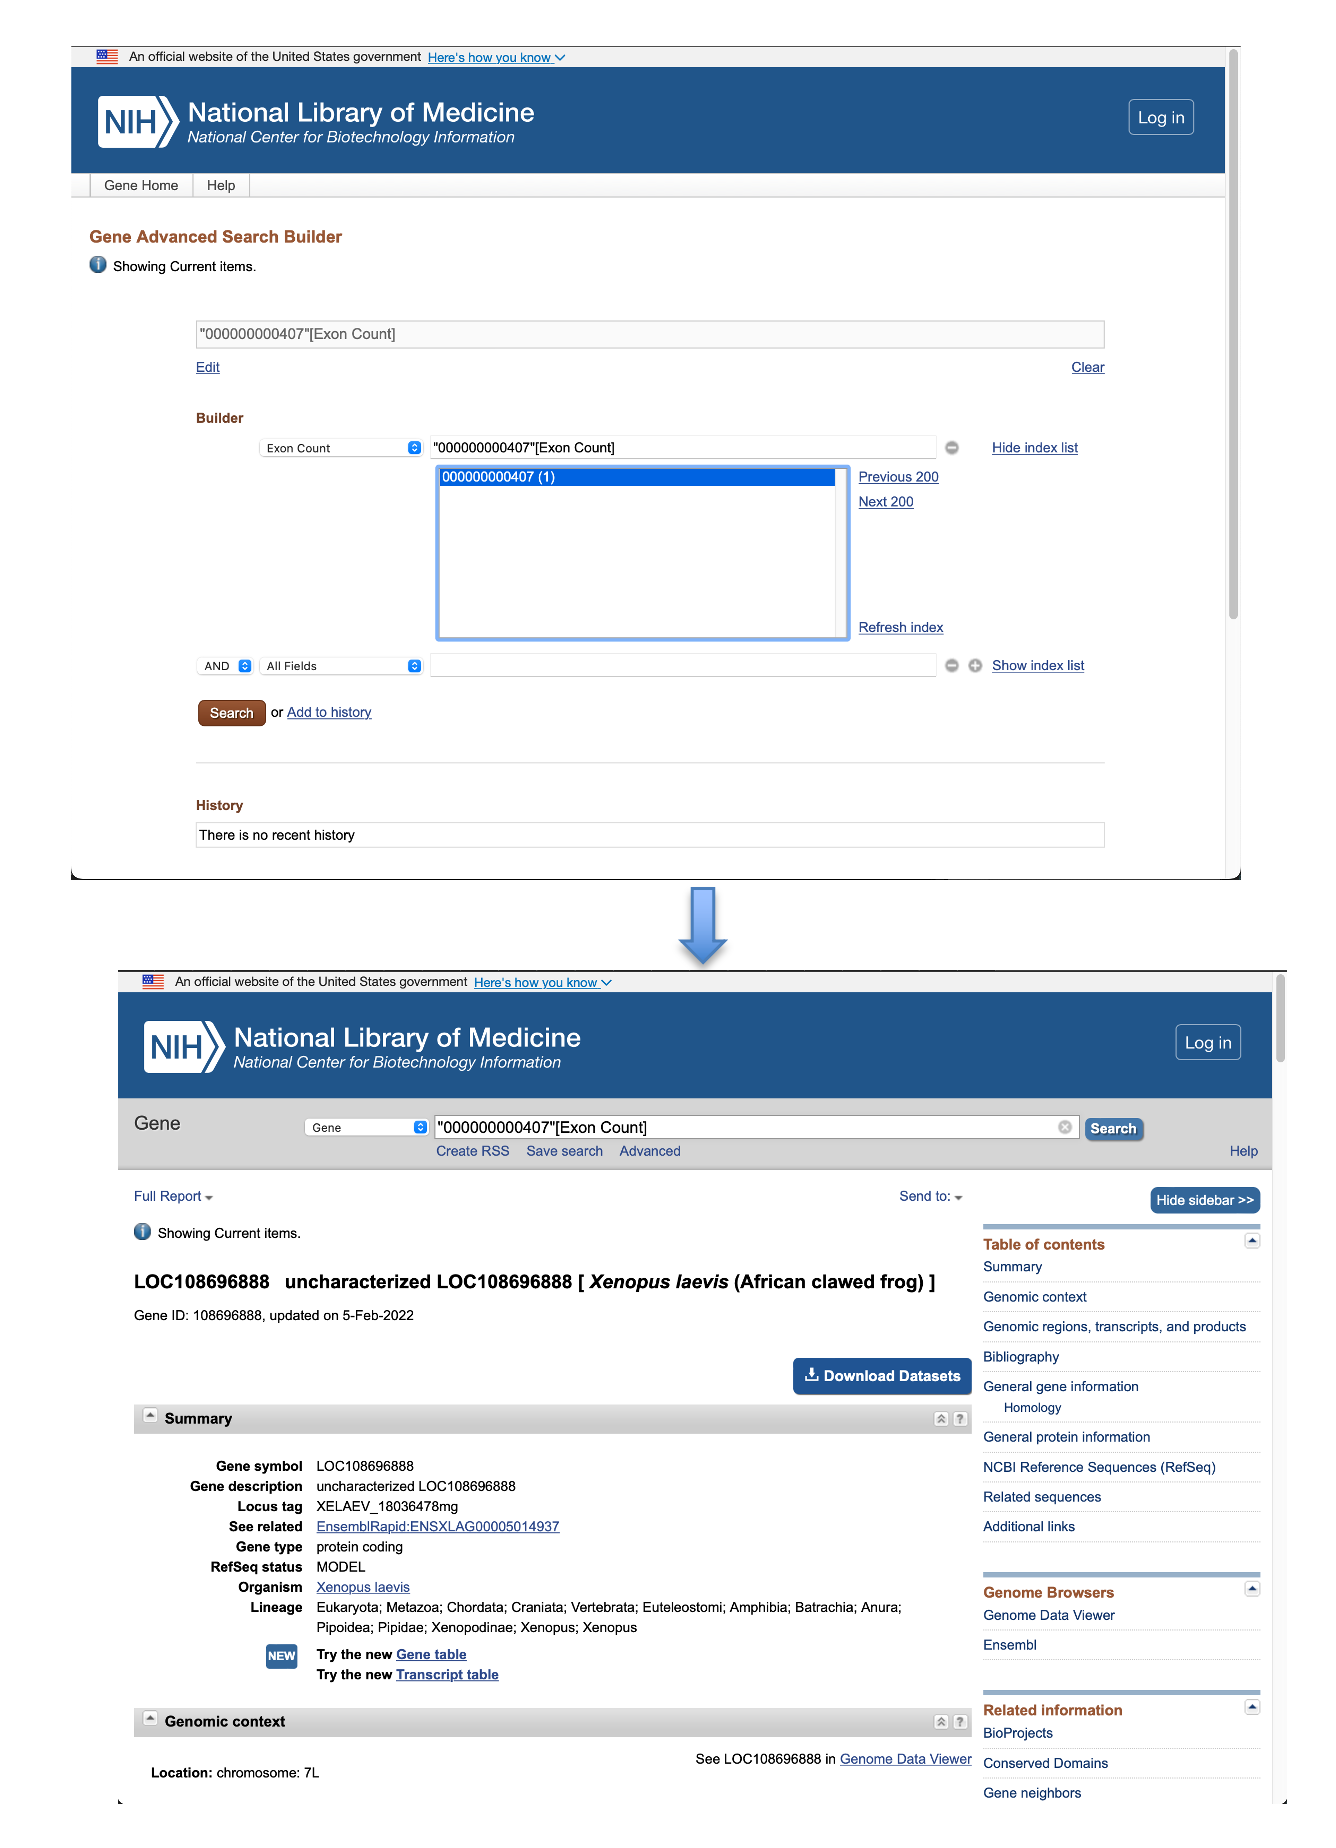 An official website of the United States government Here's how you know
NIH National Library of Medicine
National Center for Biotechnology Information
Log in
Gene Home Help
Gene Advanced Search Builder
Showing Current items.
"000000000407"[Exon Count]
Edit Clear
Builder
Exon Count "000000000407"[Exon Count] Hide index list
000000000407 (1) Previous 200
Next 200
Refresh index
AND All Fields Show index list
Search or Add to history
History
There is no recent history
An official website of the United States government Here's how you know
NIH National Library of Medicine
National Center for Biotechnology Information
Log in
Gene Gene "000000000407"[Exon Count] Search
Create RSS Save search Advanced Help
Full Report Send to: Hide sidebar >>
Showing Current items.
LOC108696888 uncharacterized LOC108696888 [ Xenopus laevis (African clawed frog) ]
Gene ID: 108696888, updated on 5-Feb-2022
Download Datasets
Summary ?
Gene symbol LOC108696888
Gene description uncharacterized LOC108696888
Locus tag XELAEV_18036478mg
See related EnsemblRapid:ENSXLAG00005014937
Gene type protein coding
RefSeq status MODEL
Organism Xenopus laevis
Lineage Eukaryota; Metazoa; Chordata; Craniata; Vertebrata; Euteleostomi; Amphibia; Batrachia; Anura;
Pipoidea; Pipidae; Xenopodinae; Xenopus; Xenopus
NEW Try the new Gene table
Try the new Transcript table
Genomic context ?
See LOC108696888 in Genome Data Viewer
Location: chromosome: 7L
Table of contents
Summary
Genomic context
Genomic regions, transcripts, and products
Bibliography
General gene information
Homology
General protein information
NCBI Reference Sequences (RefSeq)
Related sequences
Additional links
Genome Browsers
Genome Data Viewer
Ensembl
Related information
BioProjects
Conserved Domains
Gene neighbors